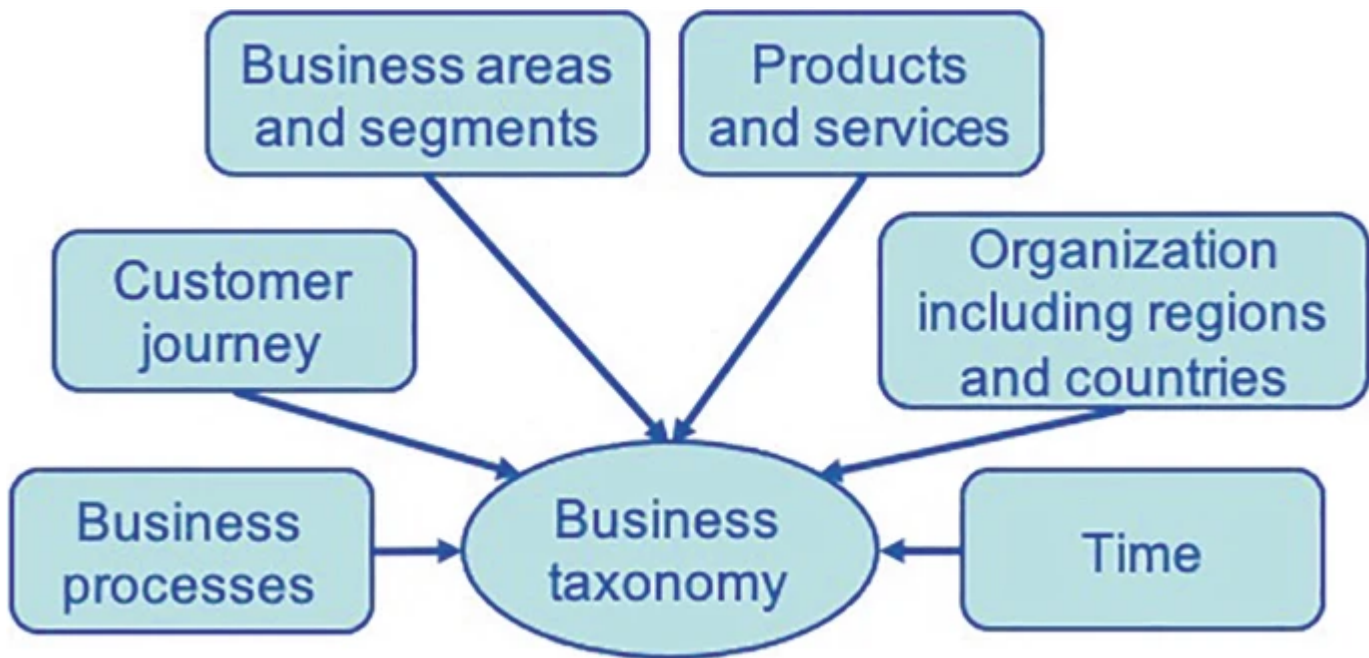 Business areas
and segments
Products
and services
Customer
journey
Organization
including regions
and countries
Business
processes
Business
taxonomy
Time